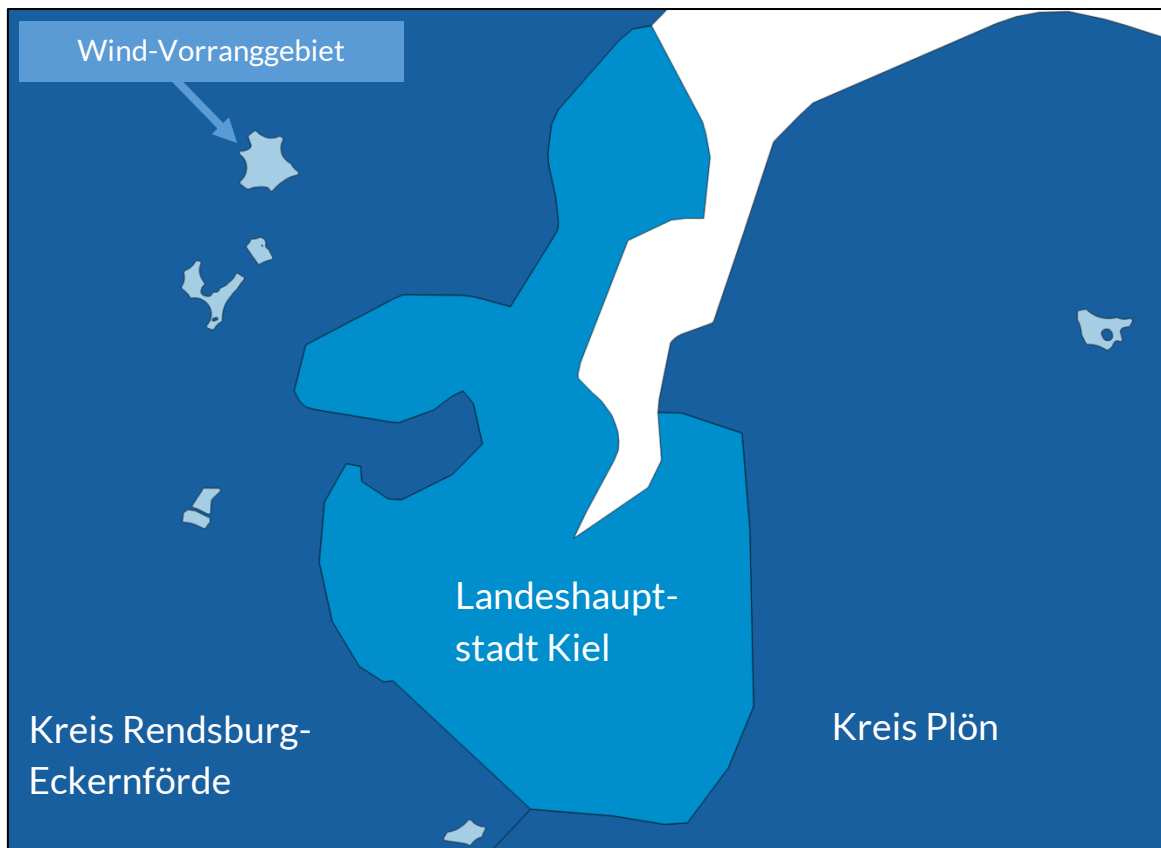 Wind-Vorranggebiet
Landeshaupt-
stadt Kiel
Kreis Rendsburg-
Eckernförde
Kreis Plön